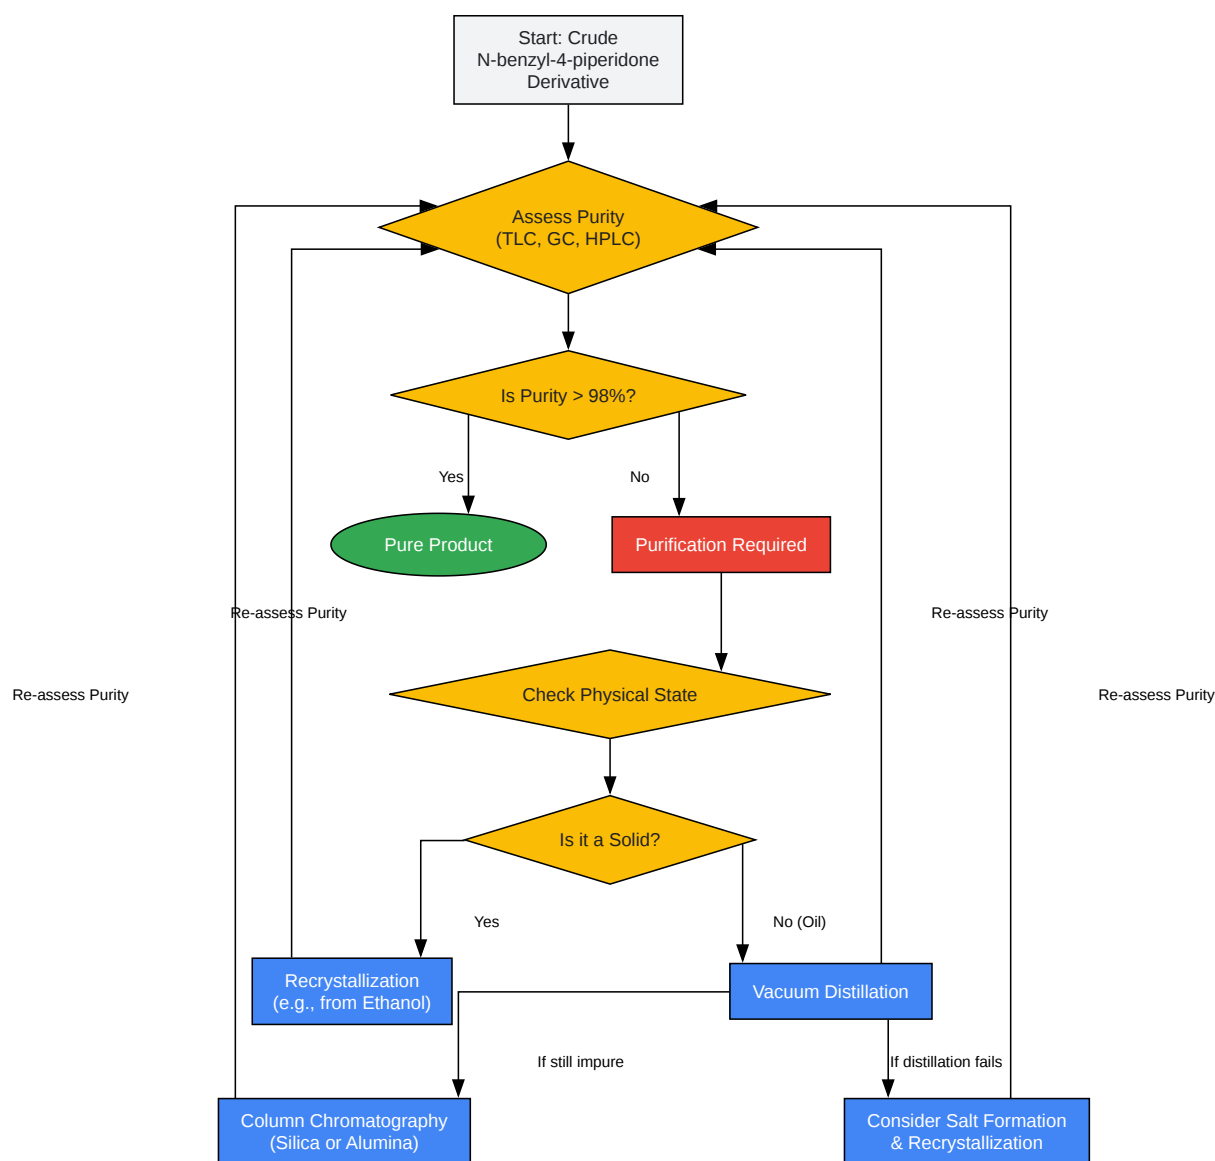 Start: Crude
N-benzyl-4-piperidone
Derivative
Assess Purity
(TLC, GC, HPLC)
Is Purity > 98%?
Yes
No
Pure Product
Purification Required
Re-assess Purity
Re-assess Purity
Re-assess Purity
Check Physical State
Re-assess Purity
Is it a Solid?
Yes
No (Oil)
Recrystallization
(e.g., from Ethanol)
Vacuum Distillation
If still impure
If distillation fails
Column Chromatography
(Silica or Alumina)
Consider Salt Formation
& Recrystallization